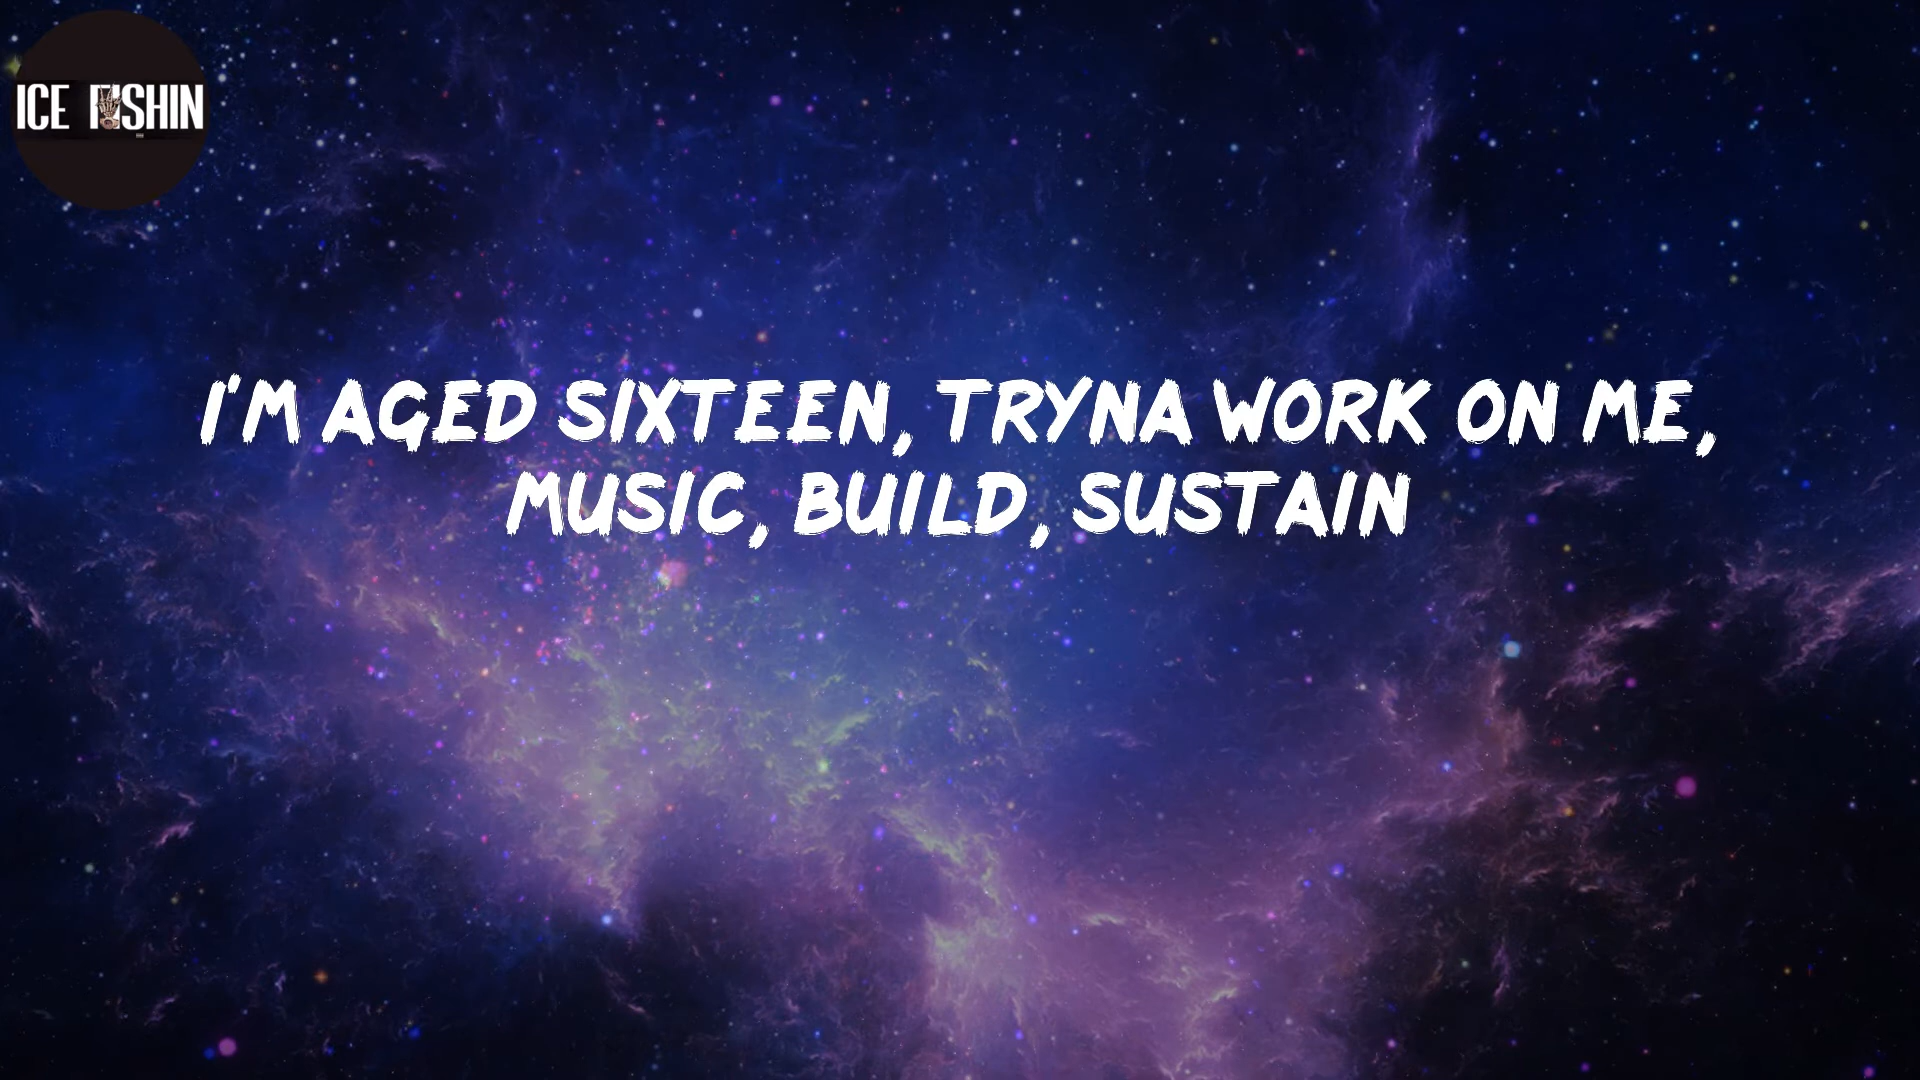 ICE FISHIN
I'M AGED SIXTEEN, TRYNA WORK ON ME,
MUSIC, BUILD, SUSTAIN